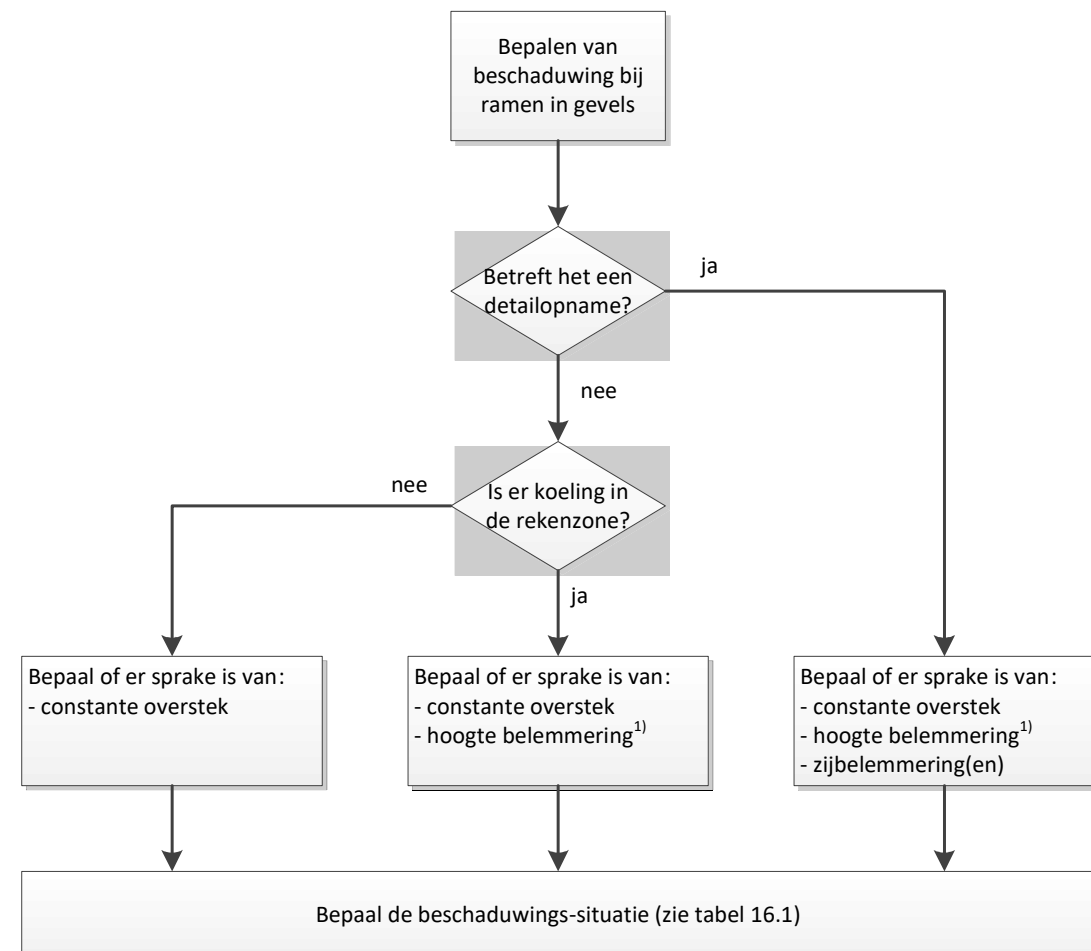 Bepalen van
beschaduwing bij
ramen in gevels
Betreft het een
detailopname?
ja
nee
Is er koeling in
de rekenzone?
nee
ja
Bepaal of er sprake is van:
- constante overstek
Bepaal of er sprake is van:
- constante overstek
- hoogte belemmering1)
Bepaal of er sprake is van:
- constante overstek
- hoogte belemmering1)
- zijbelemmering(en)
Bepaal de beschaduwings-situatie (zie tabel 16.1)